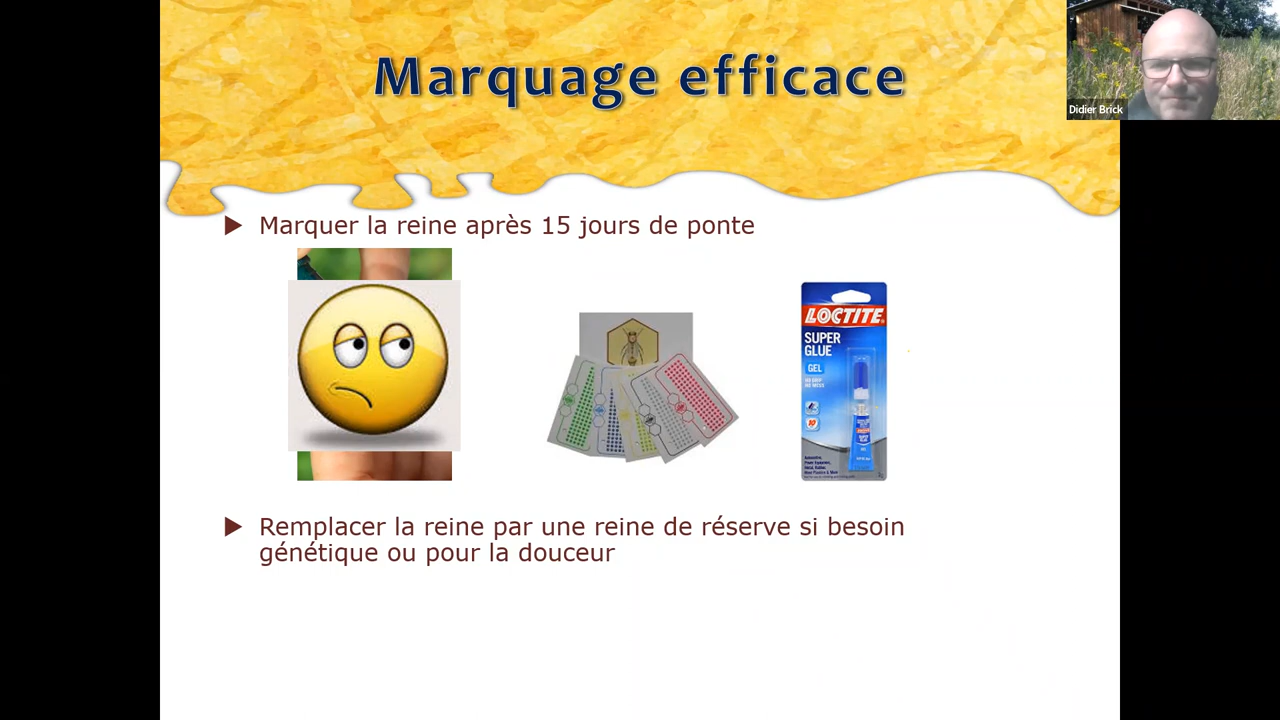 Marquage efficace
Didier Brick
Marquer la reine après 15 jours de ponte
LOCTITE
SUPER
GLUE
GEL
Remplacer la reine par une reine de réserve si besoin
génétique ou pour la douceur